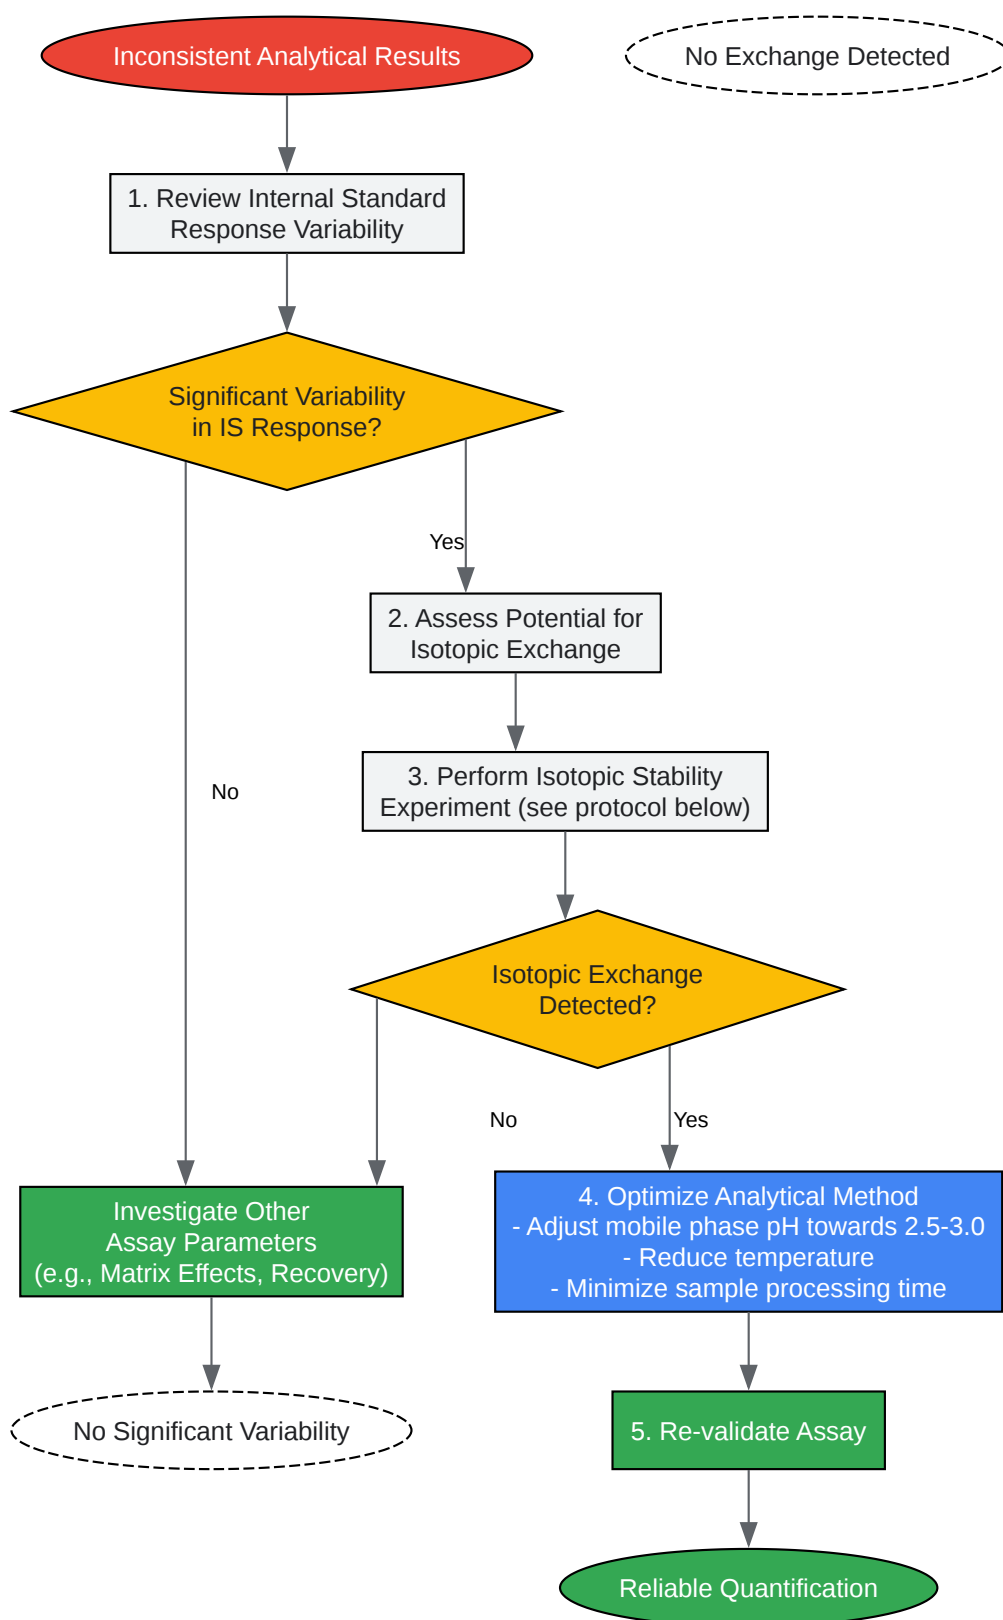 Inconsistent Analytical Results
No Exchange Detected
1. Review Internal Standard
Response Variability
Significant Variability
in IS Response?
Yes
2. Assess Potential for
Isotopic Exchange
No
3. Perform Isotopic Stability
Experiment (see protocol below)
Isotopic Exchange
Detected?
No
Yes
Investigate Other
Assay Parameters
(e.g., Matrix Effects, Recovery)
4. Optimize Analytical Method
- Adjust mobile phase pH towards 2.5-3.0
- Reduce temperature
- Minimize sample processing time
No Significant Variability
5. Re-validate Assay
Reliable Quantification